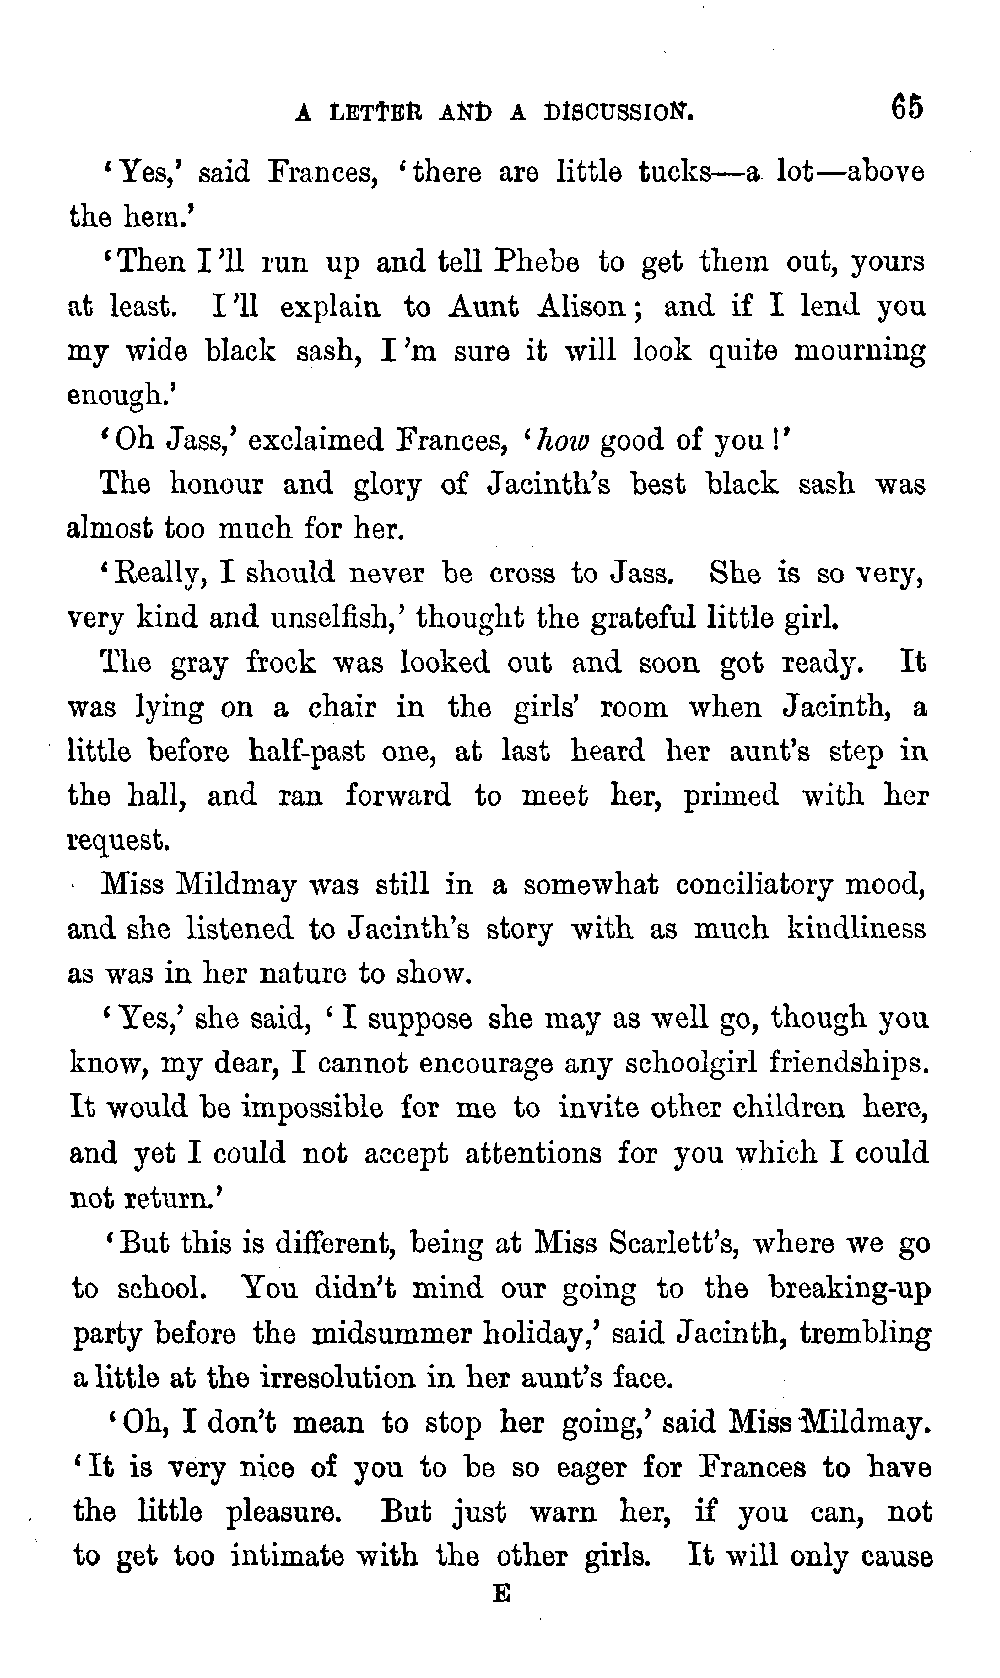 A LETTER AND A DISCUSSION. 65
‘Yes,’ said Frances, ‘there are little tucks—a lot—above
the hem.’
‘Then I’ll run up and tell Phebe to get them out, yours
at least. I’ll explain to Aunt Alison; and if I lend you
my wide black sash, I’m sure it will look quite mourning
enough.’
‘Oh Jass,’ exclaimed Frances, ‘how good of you!’
The honour and glory of Jacinth’s best black sash was
almost too much for her.
‘Really, I should never be cross to Jass. She is so very,
very kind and unselfish,’ thought the grateful little girl.
The gray frock was looked out and soon got ready. It
was lying on a chair in the girls’ room when Jacinth, a
little before half-past one, at last heard her aunt’s step in
the hall, and ran forward to meet her, primed with her
request.
Miss Mildmay was still in a somewhat conciliatory mood,
and she listened to Jacinth’s story with as much kindliness
as was in her nature to show.
‘Yes,’ she said, ‘I suppose she may as well go, though you
know, my dear, I cannot encourage any schoolgirl friendships.
It would be impossible for me to invite other children here,
and yet I could not accept attentions for you which I could
not return.’
‘But this is different, being at Miss Scarlett’s, where we go
to school. You didn’t mind our going to the breaking-up
party before the midsummer holiday,’ said Jacinth, trembling
a little at the irresolution in her aunt’s face.
‘Oh, I don’t mean to stop her going,’ said Miss Mildmay.
‘It is very nice of you to be so eager for Frances to have
the little pleasure. But just warn her, if you can, not
to get too intimate with the other girls. It will only cause
E